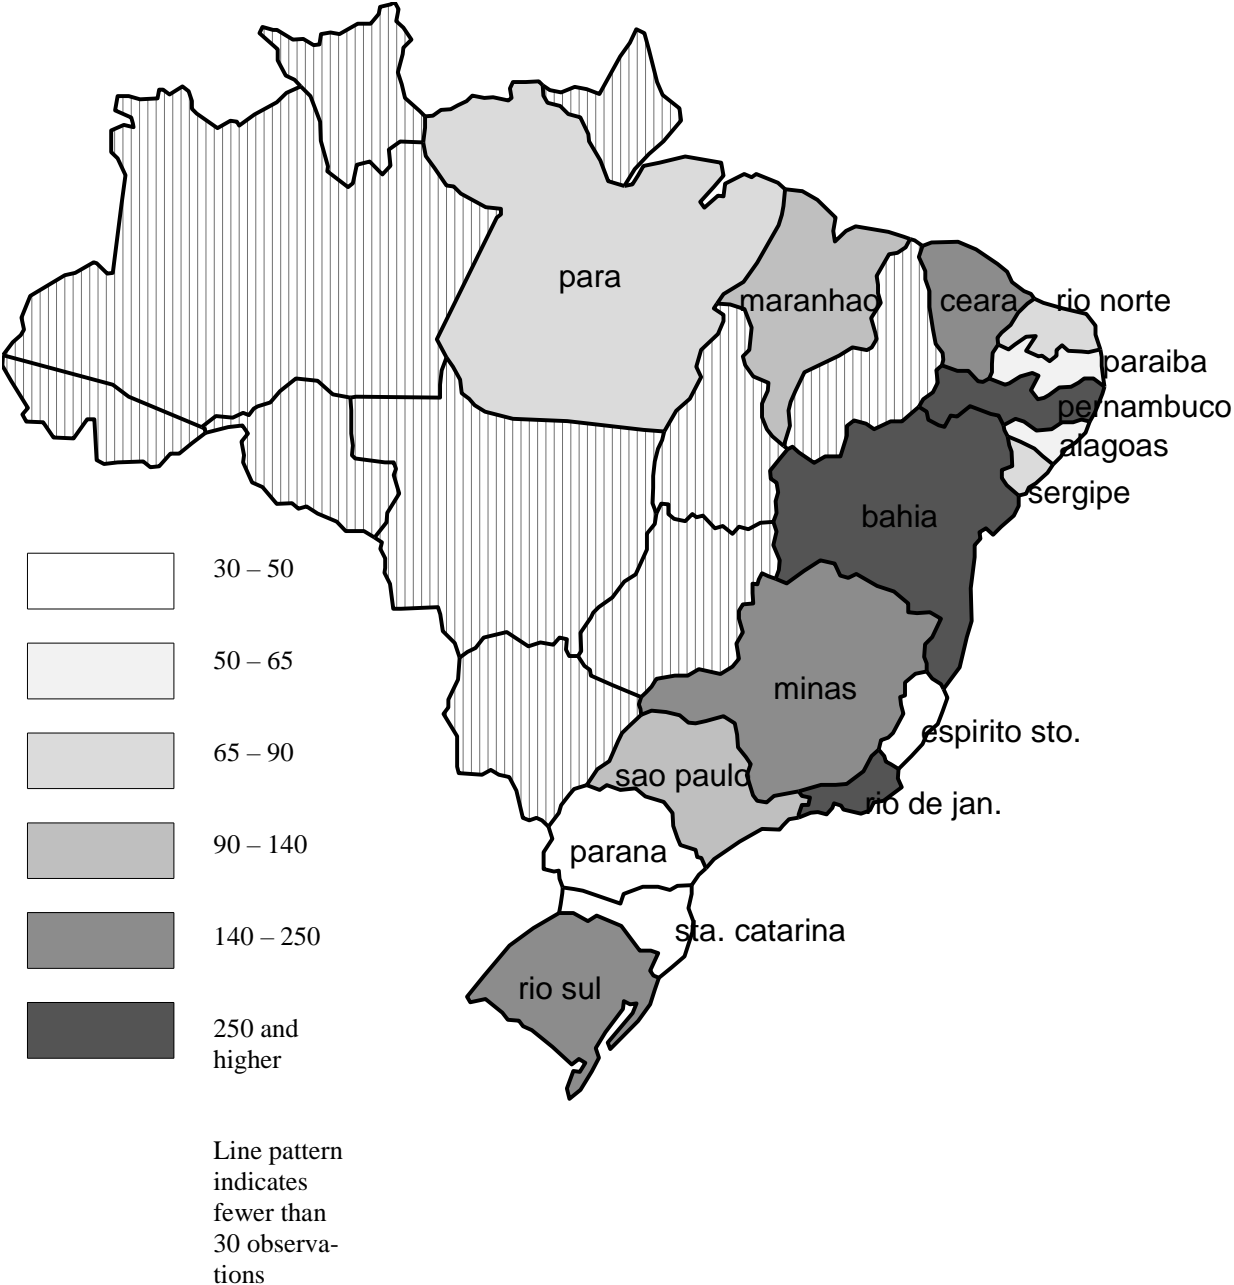 para
maranhao
ceara
rio norte
paraiba
pernambuco
alagoas
sergipe
bahia
minas
espirito sto.
sao paulo
rio de jan.
parana
sta. catarina
rio sul
30 – 50
50 – 65
65 – 90
90 – 140
140 – 250
250 and
higher
Line pattern
indicates
fewer than
30 observa-
tions